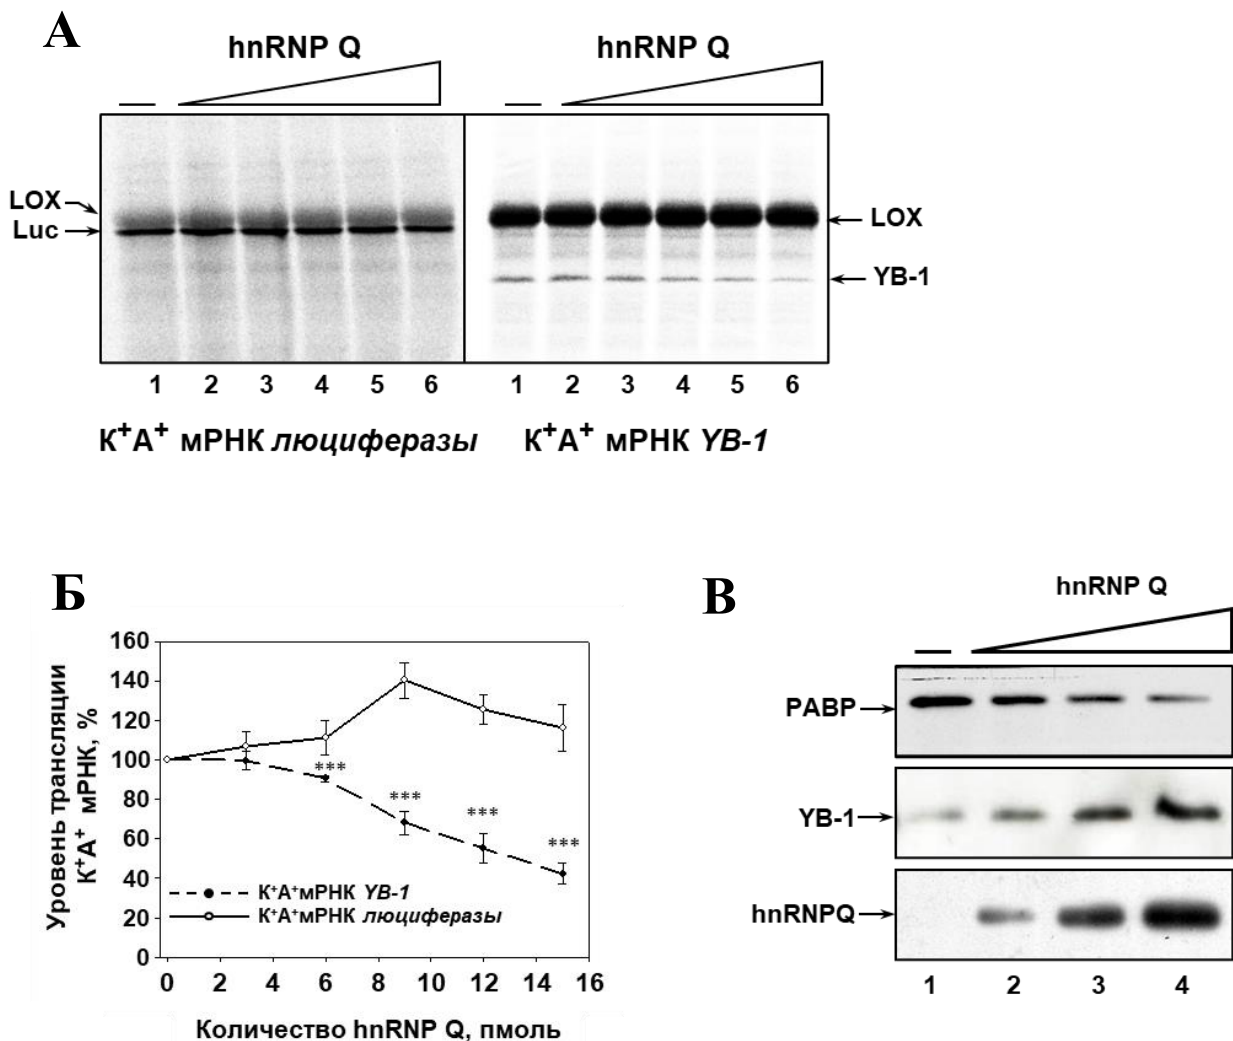 А
hnRNP Q
hnRNP Q
LOX
Luc
LOX
YB-1
1 2 3 4 5 6
1 2 3 4 5 6
К⁺А⁺ мРНК люциферазы
К⁺А⁺ мРНК YB-1
Б
Уровень трансляции
К⁺А⁺ мРНК, %
160
140
120
100
80
60
40
20
0
***
***
***
***
К⁺А⁺мРНК YB-1
К⁺А⁺мРНК люциферазы
0 2 4 6 8 10 12 14 16
Количество hnRNP Q, пмоль
В
hnRNP Q
PABP
YB-1
hnRNPQ
1 2 3 4